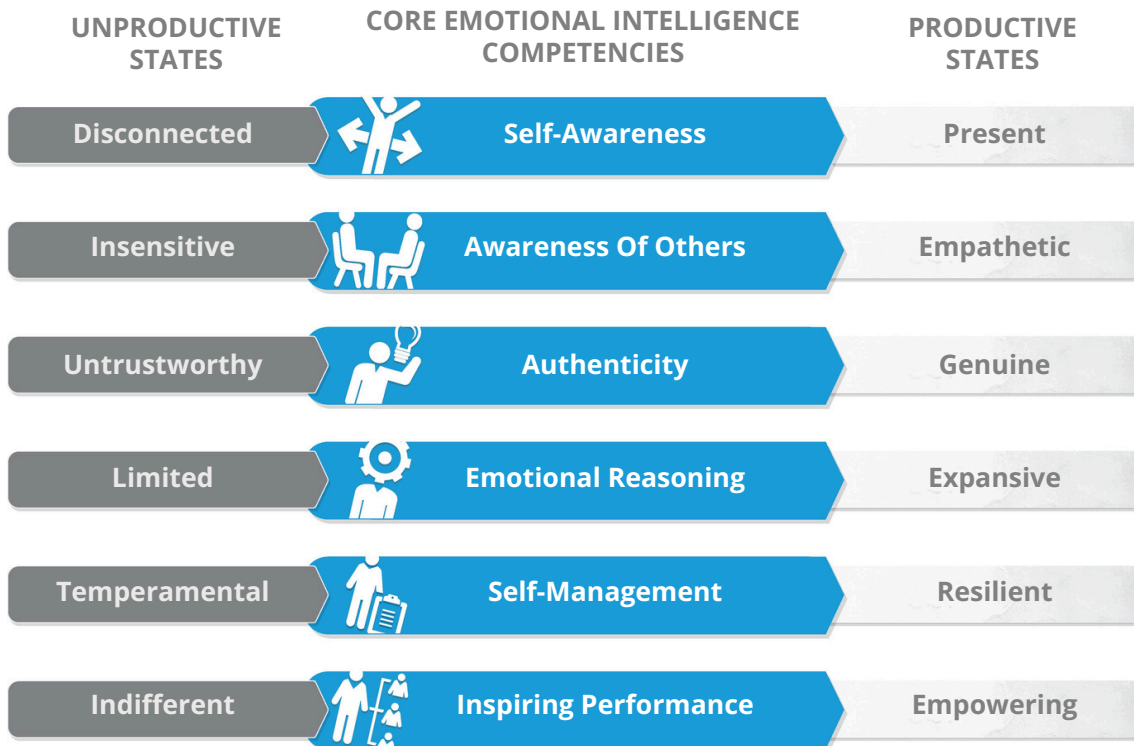 UNPRODUCTIVE
STATES
CORE EMOTIONAL INTELLIGENCE
COMPETENCIES
PRODUCTIVE
STATES
Disconnected
Self-Awareness
Present
Insensitive
Awareness Of Others
Empathetic
Untrustworthy
Authenticity
Genuine
Limited
Emotional Reasoning
Expansive
Temperamental
Self-Management
Resilient
Indifferent
Inspiring Performance
Empowering